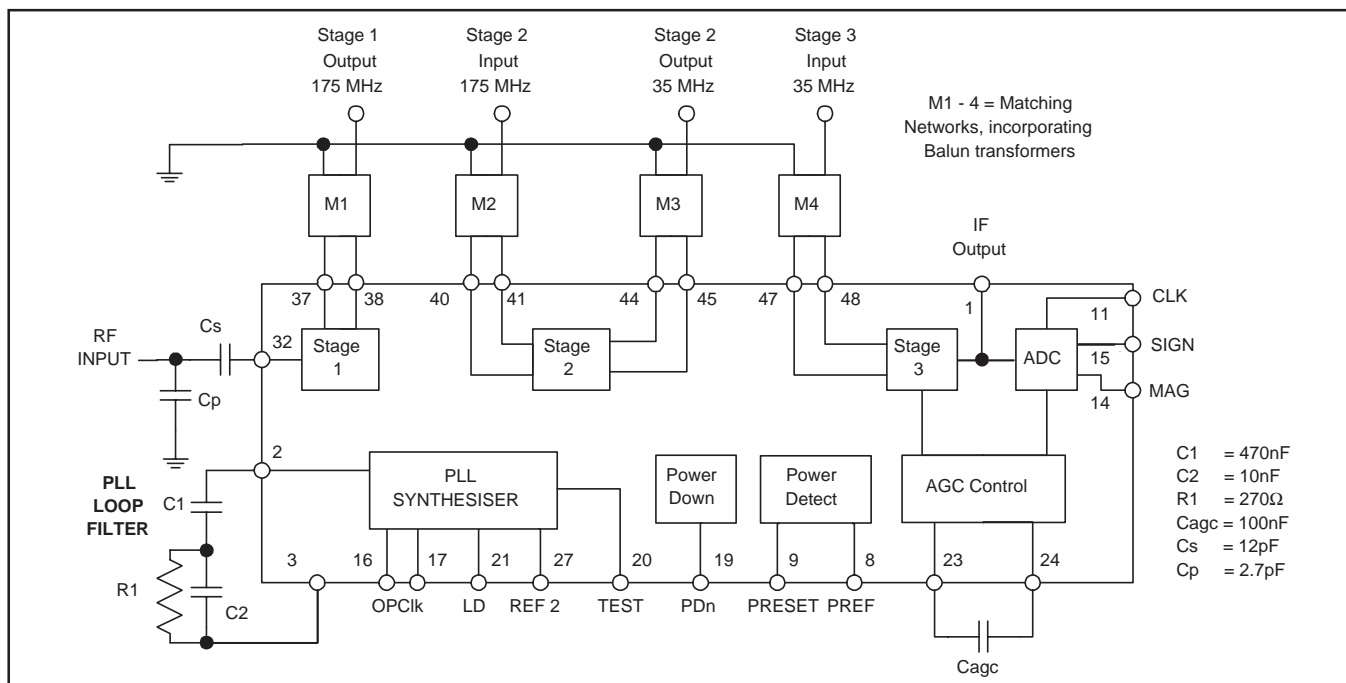 Stage 1
Output
175 MHz
Stage 2
Input
175 MHz
Stage 2
Output
35 MHz
Stage 3
Input
35 MHz
M1 - 4 = Matching
Networks, incorporating
Balun transformers
M1
M2
M3
M4
IF
Output
37
38
40
41
44
45
47
48
1
11
CLK
RF
INPUT
Cs
32
Stage
1
Stage
2
Stage
3
ADC
15
SIGN
14
MAG
Cp
2
PLL
LOOP
FILTER
C1
PLL
SYNTHESISER
Power
Down
Power
Detect
AGC Control
C1 = 470nF
C2 = 10nF
R1 = 270Ω
Cagc = 100nF
Cs = 12pF
Cp = 2.7pF
R1
C2
3
16
17
21
27
20
19
9
8
23
24
OPClk
LD
REF 2
TEST
PDn
PRESET
PREF
Cagc